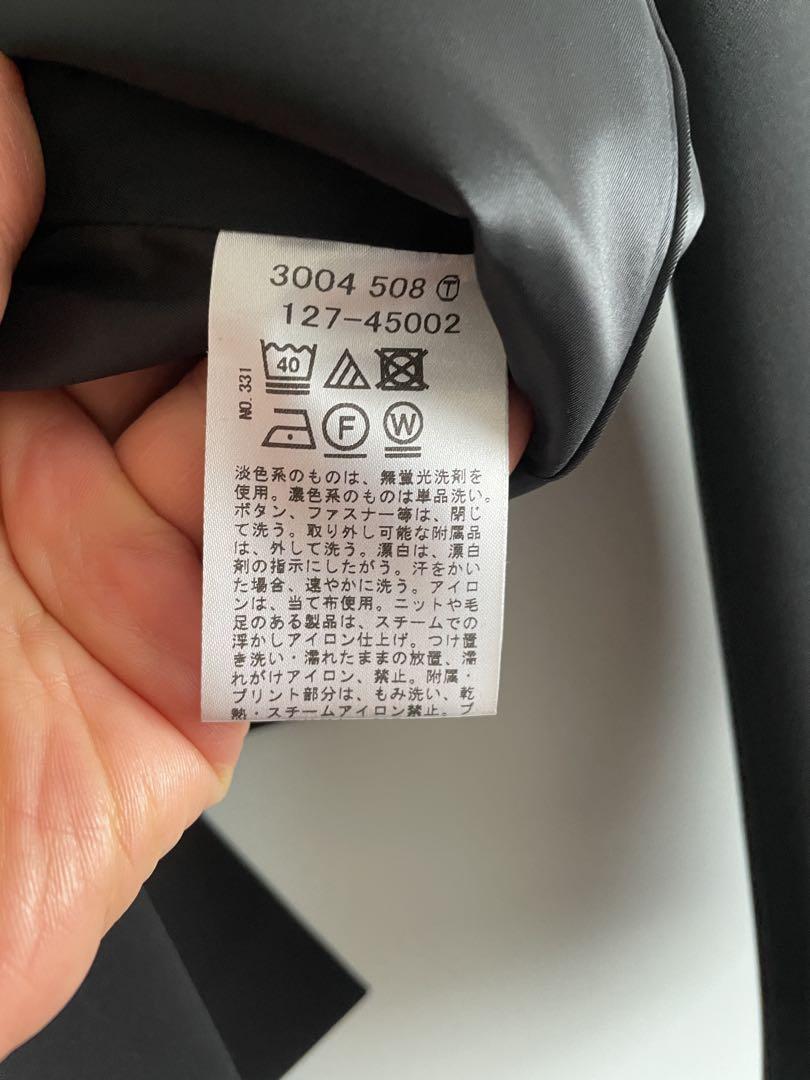 3004 508 Ⓣ
127-45002
NO. 331
40
F W
淡色系のものは、無蛍光洗剤を
使用。濃色系のものは単品洗い。
ボタン、ファスナー等は、閉じ
て洗う。取り外し可能な附属品
は、外して洗う。漂白は、漂白
剤の指示にしたがう。汗をかい
た場合、速やかに洗う。アイロ
ンは、当て布使用。ニットや毛
足のある製品は、スチームでの
浮かしアイロン仕上げ。つけ置
き洗い・濡れたままの放置、濡
れがけアイロン、禁止。附属・
プリント部分は、もみ洗い、乾
熱・スチームアイロン禁止。プ